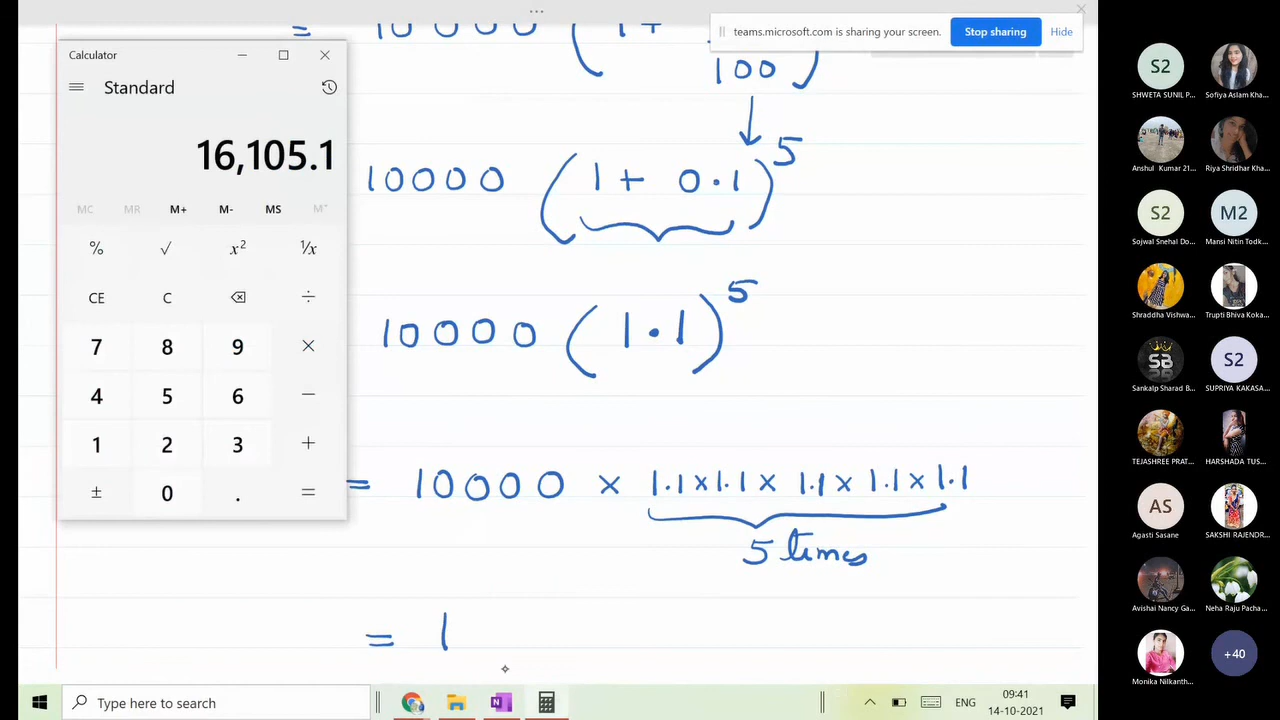 = 10000 (1+
teams.microsoft.com is sharing your screen. Stop sharing Hide
100
Calculator
Standard
16,105.1
MC MR M+ M- MS M˅
% √ x² ¹/x
CE C ÷
7 8 9 ×
4 5 6 −
1 2 3 +
± 0 . =
10000 (1 + 0.1)⁵
10000 (1.1)⁵
= 10000 × 1.1×1.1× 1.1× 1.1×1.1
5 times
= 1
S2
SHWETA SUNIL P... Sofiya Aslam Kha...
Anshul Kumar 21... Riya Shridhar Kha...
S2 M2
Sojwal Snehal Do... Mansi Nitin Todk...
Shraddha Vishwa... Trupti Bhiva Koka...
SB S2
Sankalp Sharad B... SUPRIYA KAKASA...
TEJASHREE PRAT... HARSHADA TUS...
AS
Agasti Sasane SAKSHI RAJENDR...
Avishai Nancy Ga... Neha Raju Pacha...
+40
Monika Nilkanth...
Type here to search
ENG
09:41
14-10-2021